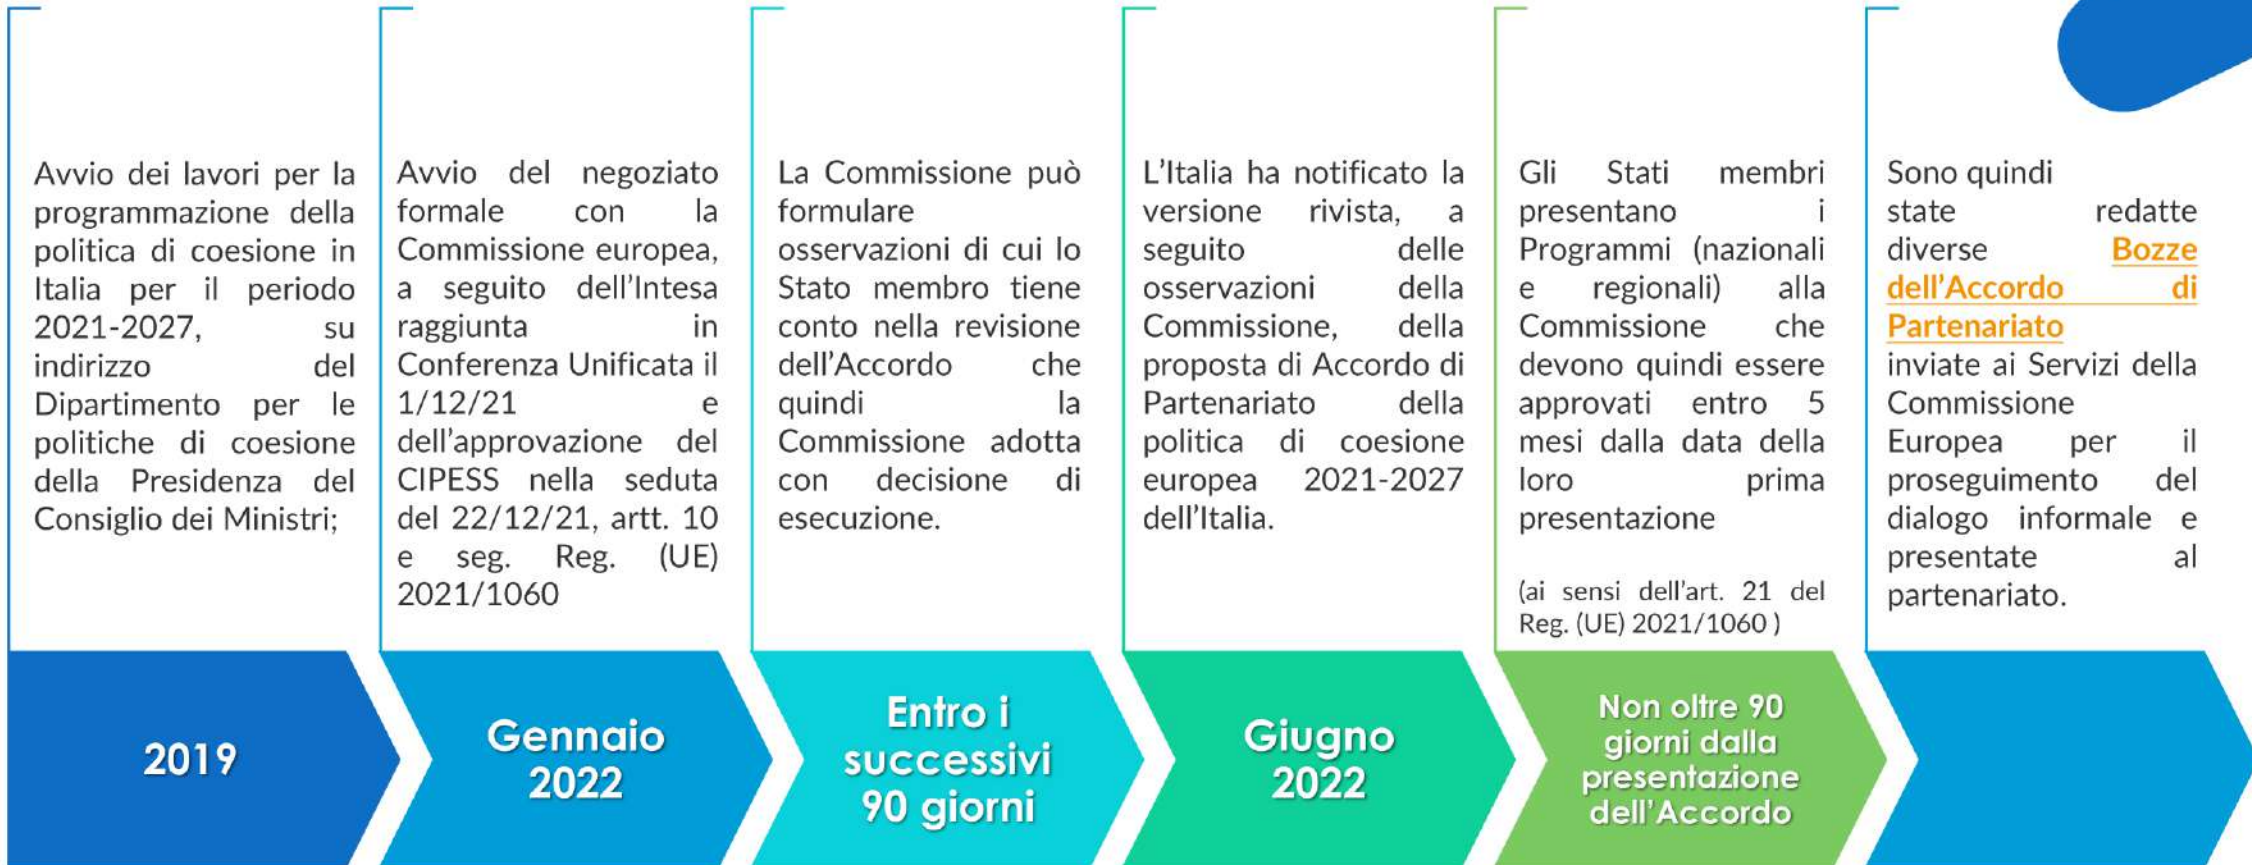 Avvio dei lavori per la
programmazione della
politica di coesione in
Italia per il periodo
2021-2027, su
indirizzo del
Dipartimento per le
politiche di coesione
della Presidenza del
Consiglio dei Ministri;
2019
Avvio del negoziato
formale con la
Commissione europea,
a seguito dell'Intesa
raggiunta in
Conferenza Unificata il
1/12/21 e
dell'approvazione del
CIPESS nella seduta
del 22/12/21, artt. 10
e seg. Reg. (UE)
2021/1060
Gennaio
2022
La Commissione può
formulare
osservazioni di cui lo
Stato membro tiene
conto nella revisione
dell'Accordo che
quindi la
Commissione adotta
con decisione di
esecuzione.
Entro i
successivi
90 giorni
L'Italia ha notificato la
versione rivista, a
seguito delle
osservazioni della
Commissione, della
proposta di Accordo di
Partenariato della
politica di coesione
europea 2021-2027
dell'Italia.
Giugno
2022
Gli Stati membri
presentano i
Programmi (nazionali
e regionali) alla
Commissione che
devono quindi essere
approvati entro 5
mesi dalla data della
loro prima
presentazione
(ai sensi dell'art. 21 del
Reg. (UE) 2021/1060 )
Non oltre 90
giorni dalla
presentazione
dell'Accordo
Sono quindi
state redatte
diverse Bozze
dell'Accordo di
Partenariato
inviate ai Servizi della
Commissione
Europea per il
proseguimento del
dialogo informale e
presentate al
partenariato.